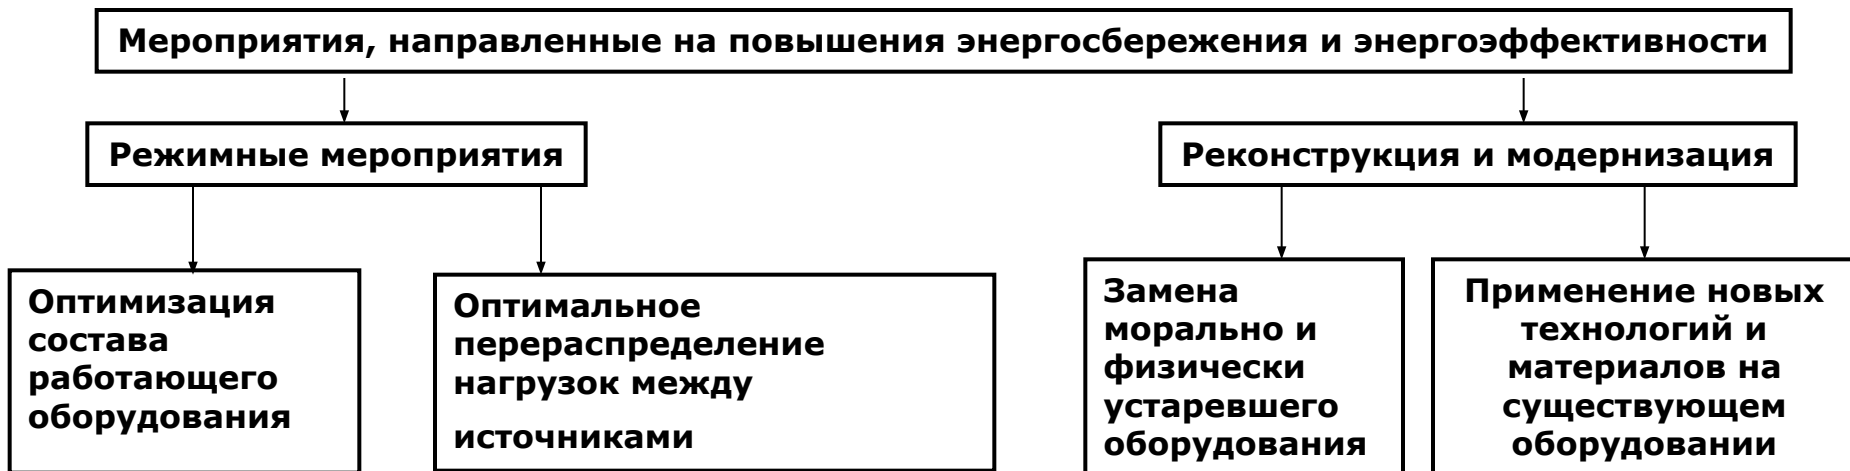 Мероприятия, направленные на повышения энергосбережения и энергоэффективности
Режимные мероприятия
Реконструкция и модернизация
Оптимизация
состава
работающего
оборудования
Оптимальное
перераспределение
нагрузок между
источниками
Замена
морально и
физически
устаревшего
оборудования
Применение новых
технологий и
материалов на
существующем
оборудовании